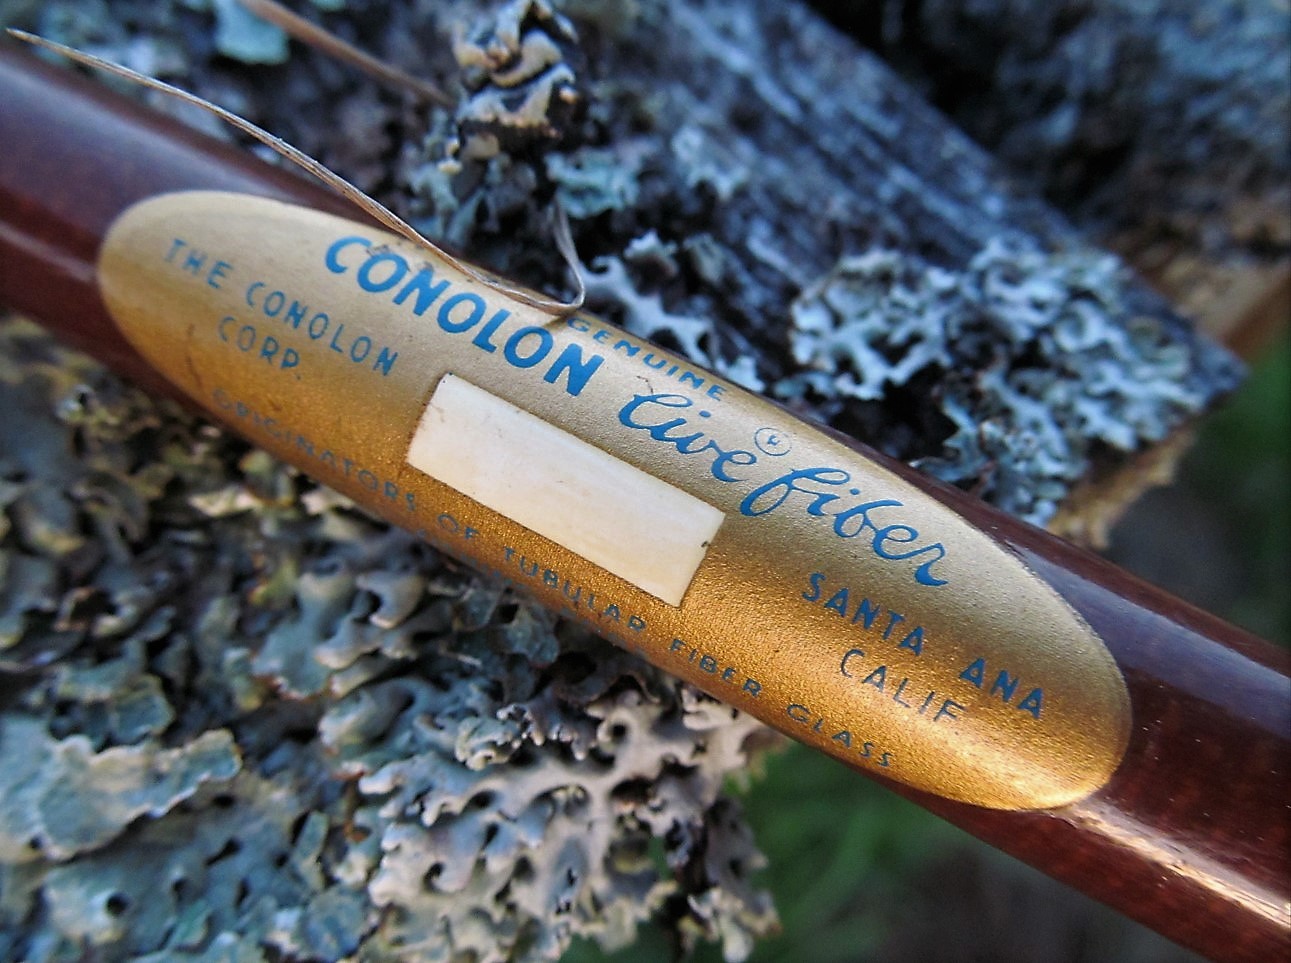 GENUINE
CONOLON live fiber ®
THE CONOLON
CORP.
SANTA ANA
CALIF.
ORIGINATORS OF TUBULAR FIBER GLASS